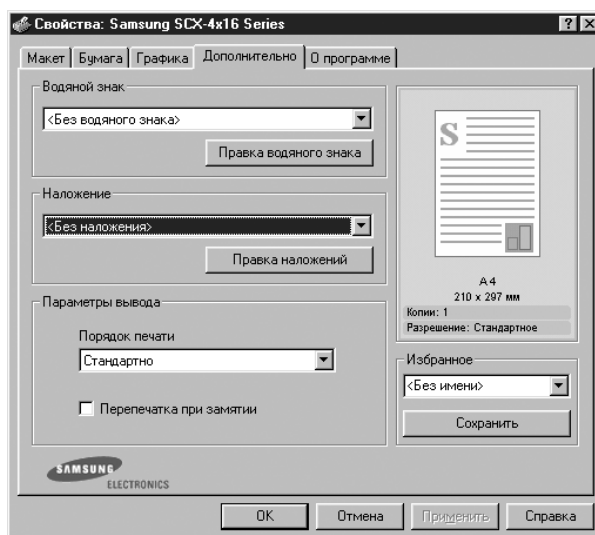 Свойства: Samsung SCX-4x16 Series
Макет Бумага Графика Дополнительно О программе
Водяной знак
<Без водяного знака>
Правка водяного знака
Наложение
<Без наложения>
Правка наложений
Параметры вывода
Порядок печати
Стандартно
Перепечатка при замятии
S
A4
210 x 297 мм
Копии: 1
Разрешение: Стандартное
Избранное
<Без имени>
Сохранить
SAMSUNG
ELECTRONICS
OK Отмена Применить Справка